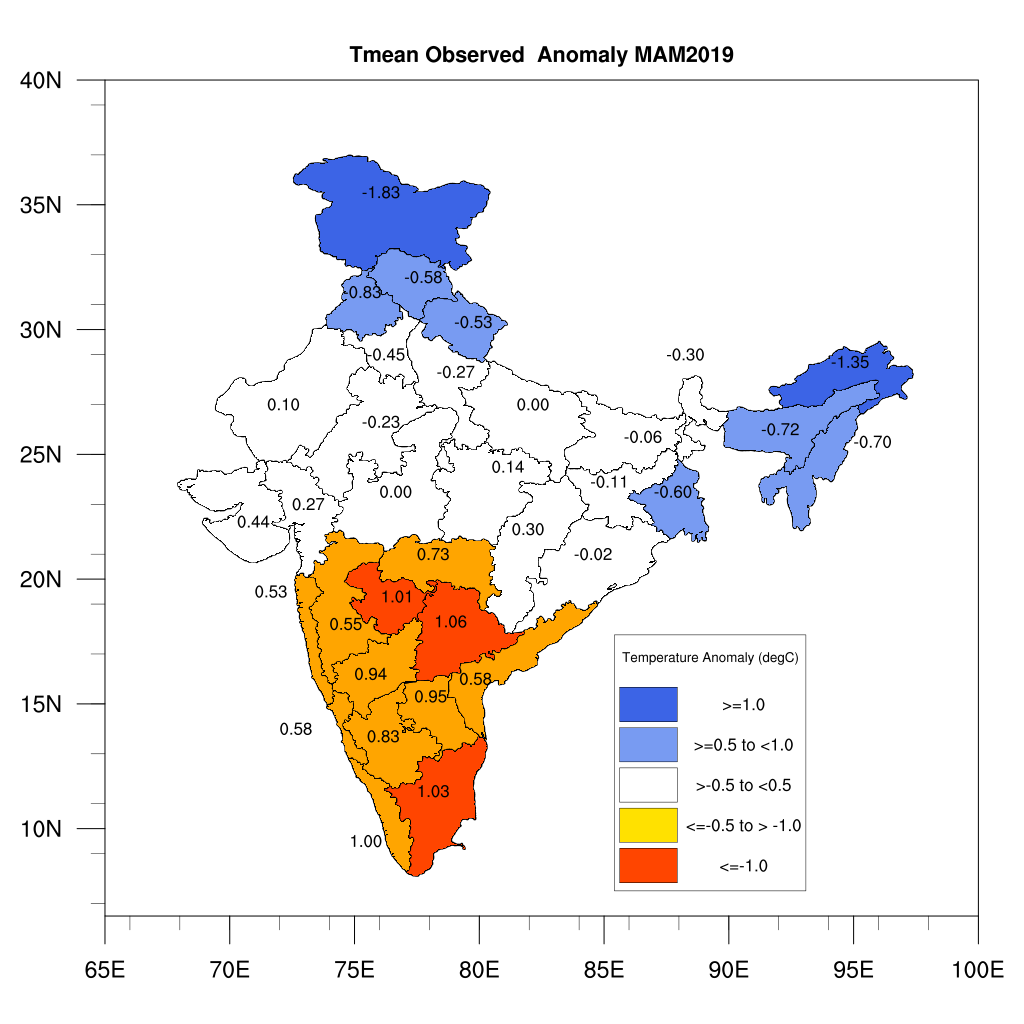 Tmean Observed  Anomaly MAM2019
40N
35N
-1.83
-0.58
-0.83
30N
-0.53
-0.45
-0.30
-1.35
-0.27
0.10
0.00
-0.23
-0.72
-0.06
-0.70
25N
0.14
-0.11
0.00
-0.60
0.27
0.44
0.30
-0.02
0.73
20N
0.53
1.01
1.06
0.55
Temperature Anomaly (degC)
0.94
0.58
0.95
15N
>=1.0
0.58
0.83
>=0.5 to <1.0
1.03
>-0.5 to <0.5
10N
<=-0.5 to > -1.0
1.00
<=-1.0
65E
70E
75E
80E
85E
90E
95E
100E